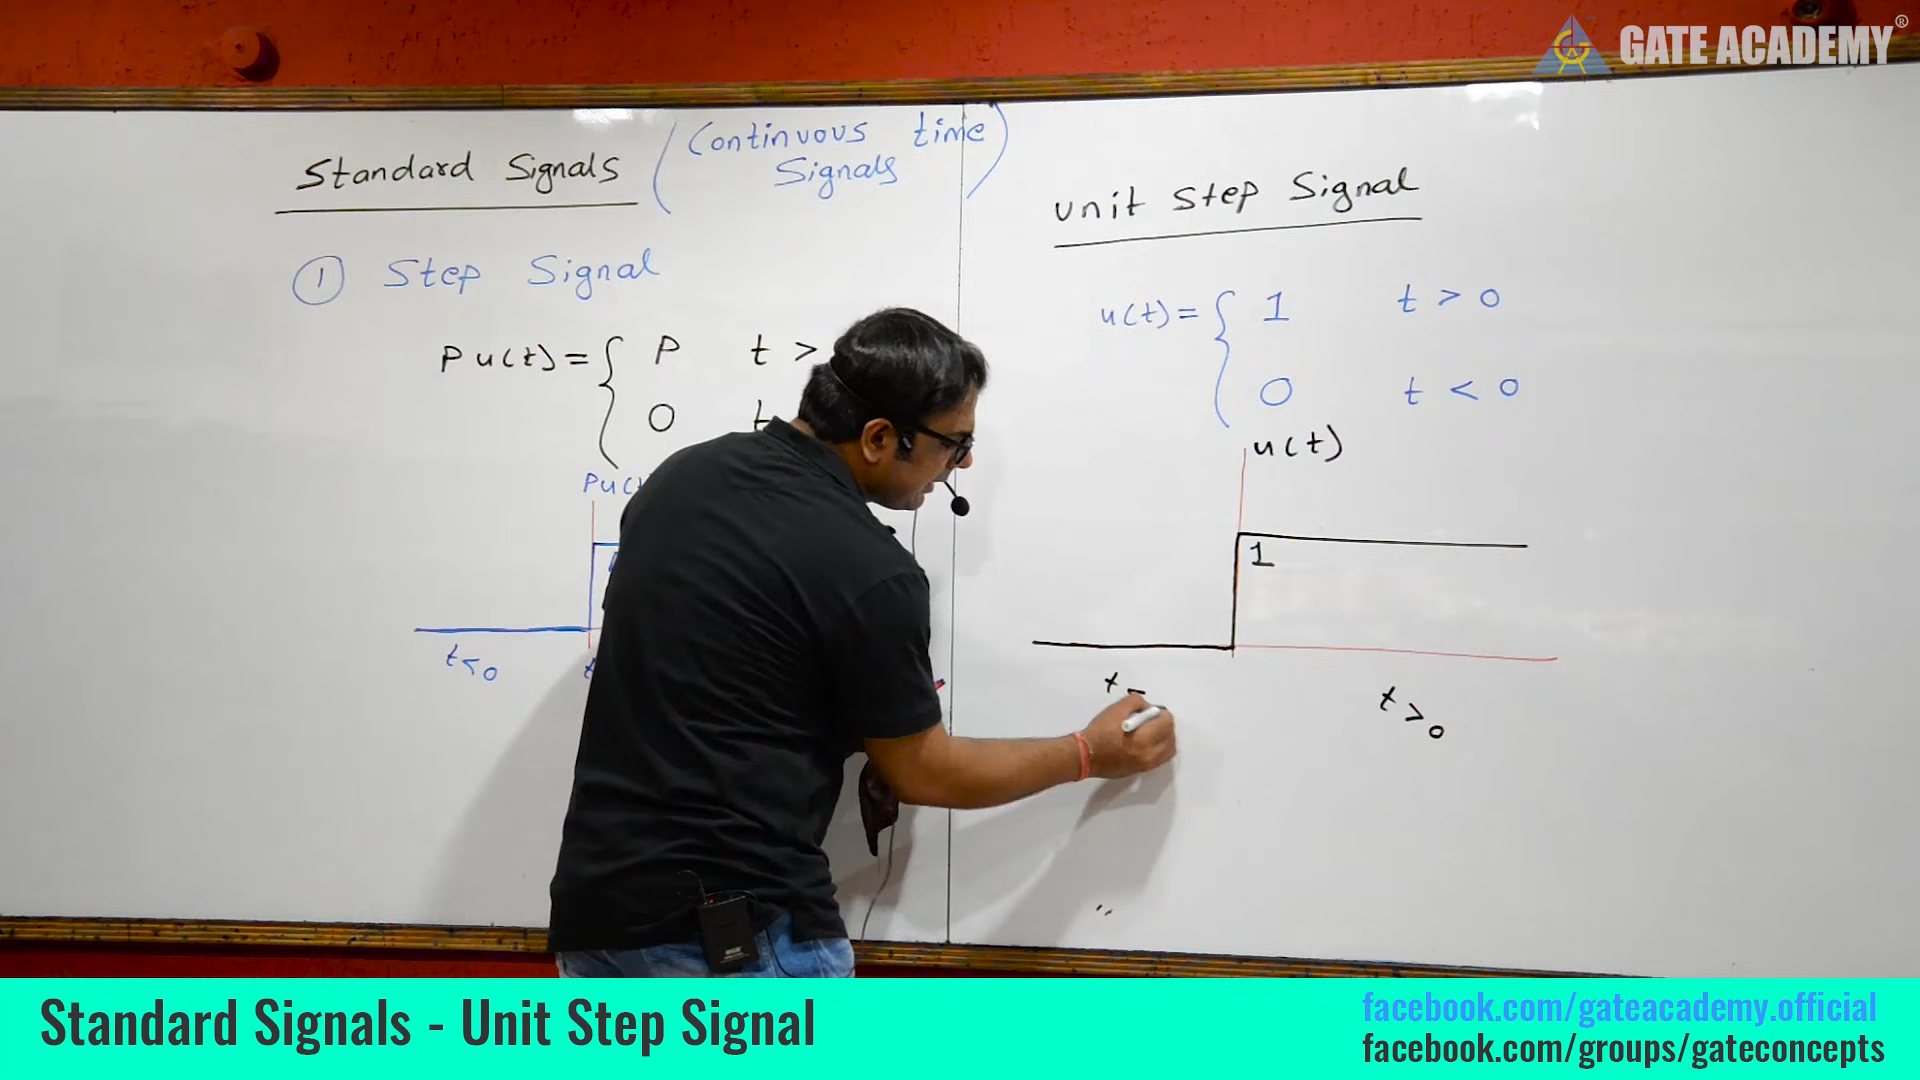 GATE ACADEMY®
Standard Signals (Continuous time Signals)
① Step Signal
P u(t) = { P t >
0 t
Pu(
t < 0
t
Unit Step Signal
u(t) = { 1 t > 0
0 t < 0
u(t)
1
t
t > 0
Standard Signals - Unit Step Signal
facebook.com/gateacademy.official
facebook.com/groups/gateconcepts